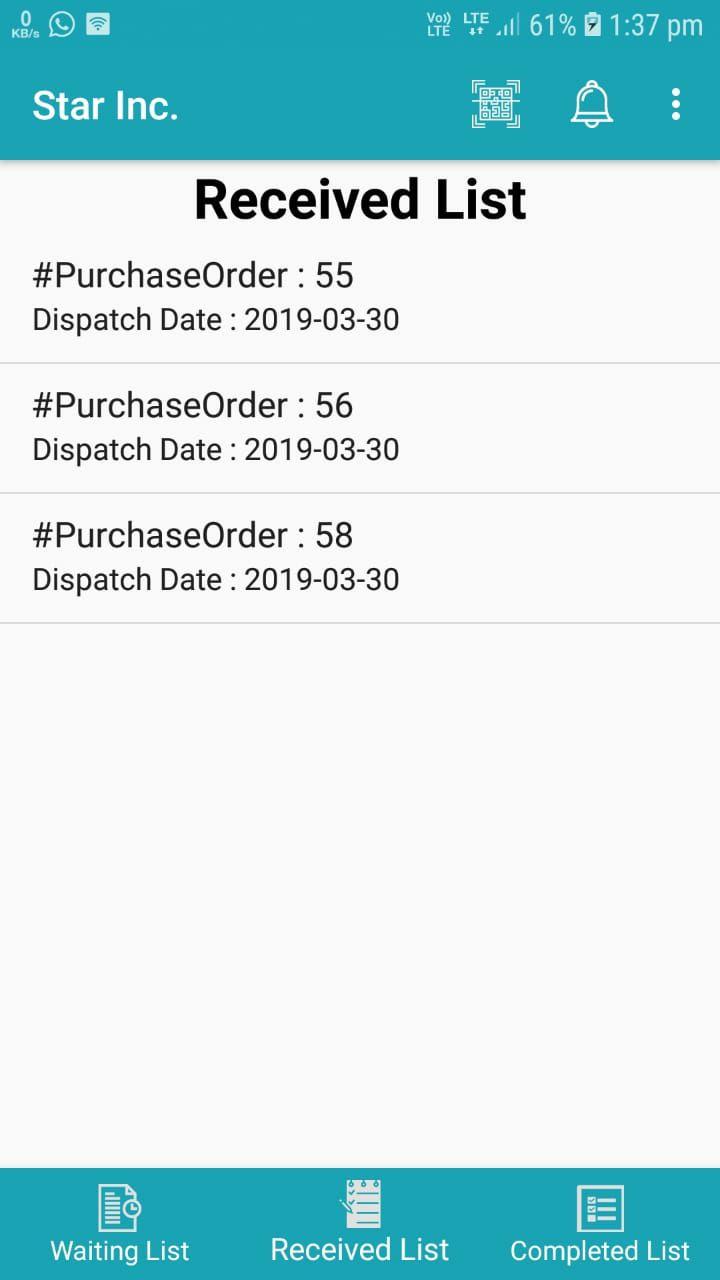 0
KB/s
Vo))
LTE
LTE
61%
1:37 pm
Star Inc.
Received List
#PurchaseOrder : 55
Dispatch Date : 2019-03-30
#PurchaseOrder : 56
Dispatch Date : 2019-03-30
#PurchaseOrder : 58
Dispatch Date : 2019-03-30
Waiting List
Received List
Completed List